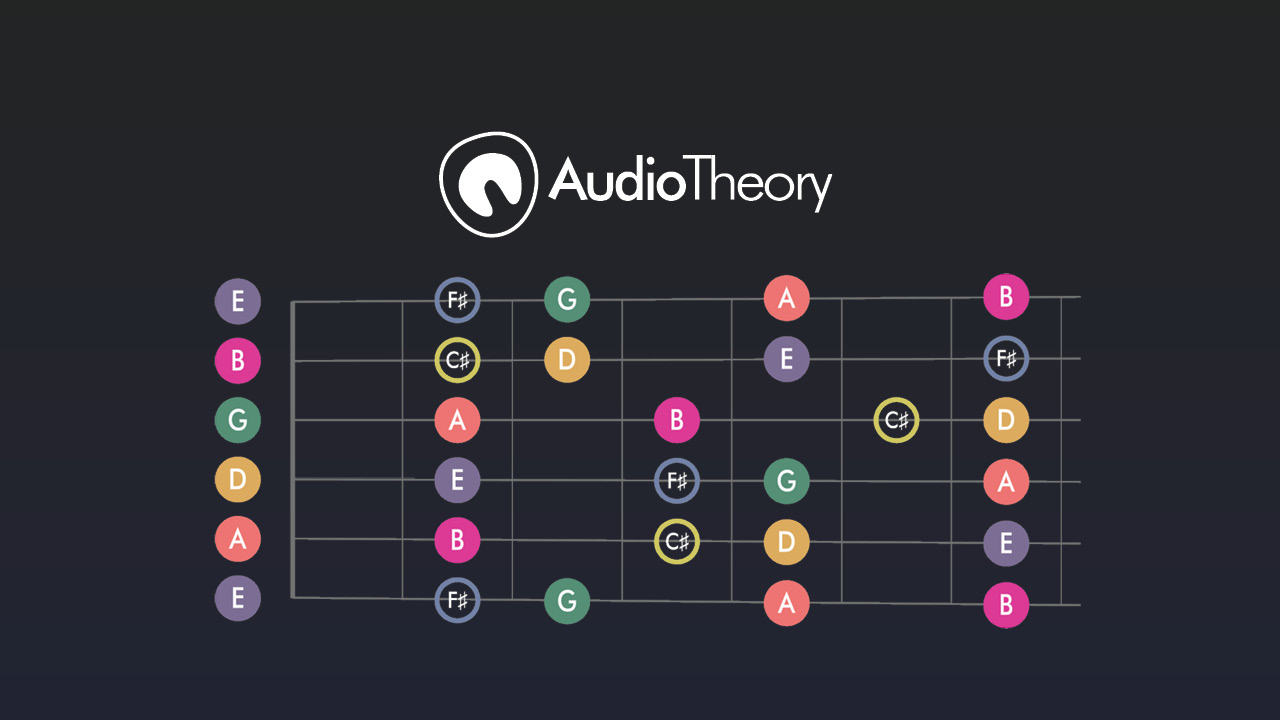 AudioTheory
E F♯ G A B
B C♯ D E F♯
G A B C♯ D
D E F♯ G A
A B C♯ D E
E F♯ G A B